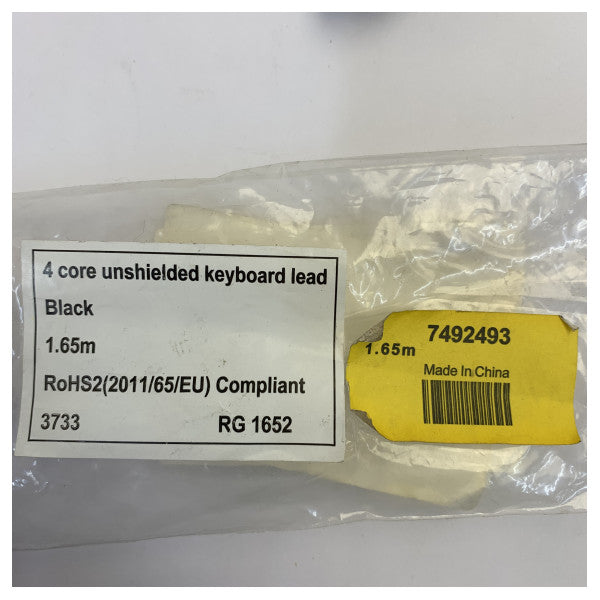 4 core unshielded keyboard lead
Black
1.65m
RoHS2(2011/65/EU) Compliant
3733 RG 1652
7492493
1.65m
Made In China